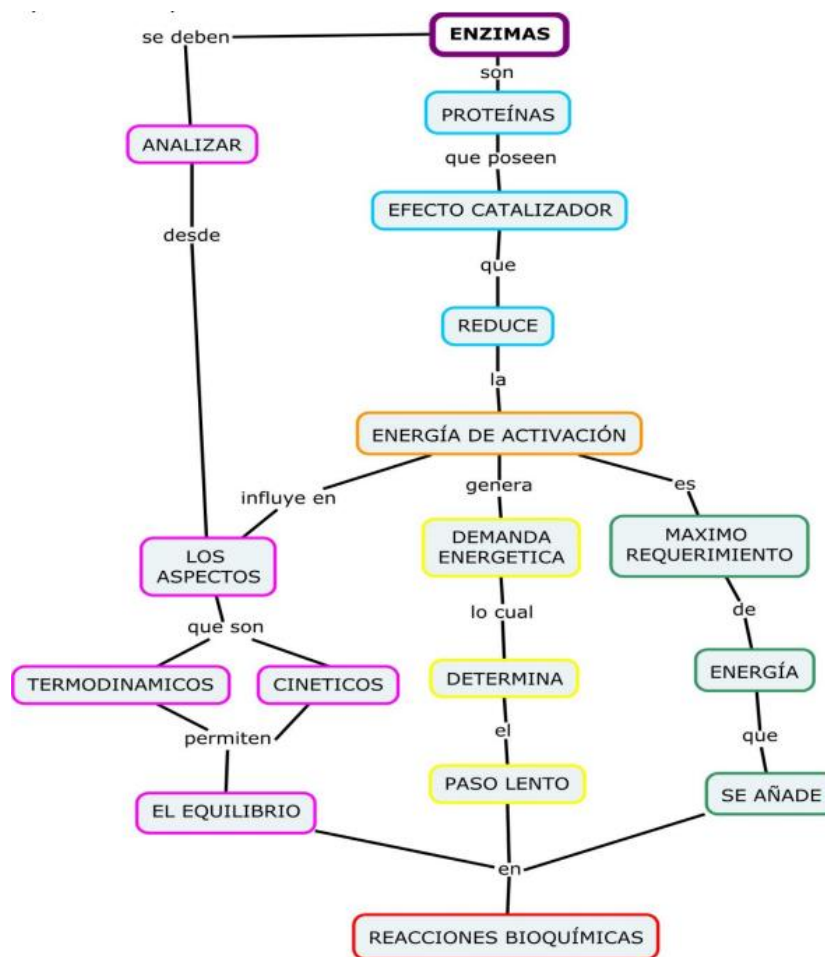 se deben
ENZIMAS
son
PROTEÍNAS
ANALIZAR
que poseen
EFECTO CATALIZADOR
desde
que
REDUCE
la
ENERGÍA DE ACTIVACIÓN
influye en
genera
es
LOS
ASPECTOS
DEMANDA
ENERGETICA
MAXIMO
REQUERIMIENTO
que son
lo cual
de
TERMODINAMICOS
CINETICOS
DETERMINA
ENERGÍA
permiten
el
que
EL EQUILIBRIO
PASO LENTO
SE AÑADE
en
REACCIONES BIOQUÍMICAS